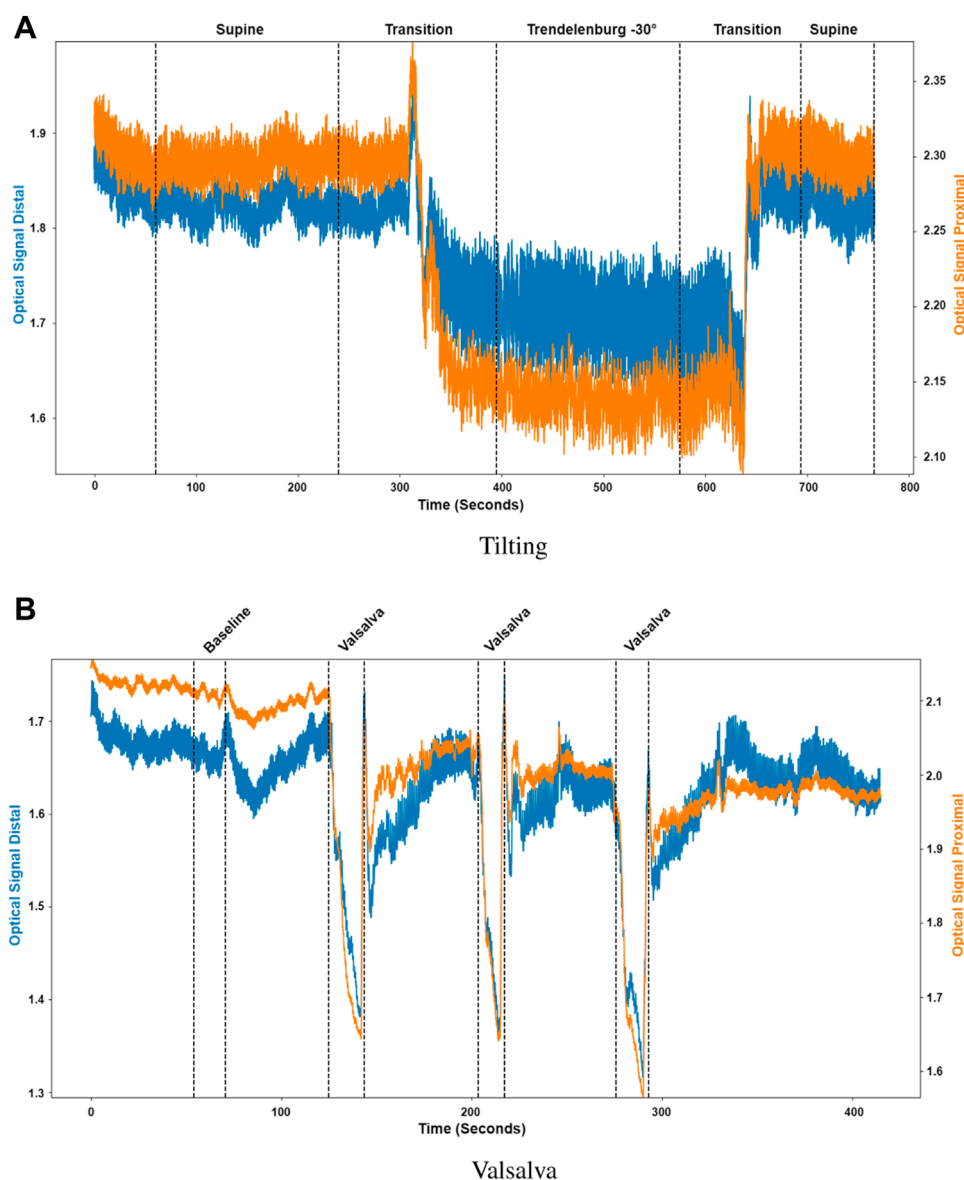 A
Supine Transition Trendelenburg -30° Transition Supine
Optical Signal Distal
1.9
1.8
1.7
1.6
2.35
2.30
2.25
2.20
2.15
2.10
Optical Signal Proximal
0 100 200 300 400 500 600 700 800
Time (Seconds)
Tilting
B
Baseline Valsalva Valsalva Valsalva
Optical Signal Distal
1.7
1.6
1.5
1.4
1.3
2.1
2.0
1.9
1.8
1.7
1.6
Optical Signal Proximal
0 100 200 300 400
Time (Seconds)
Valsalva